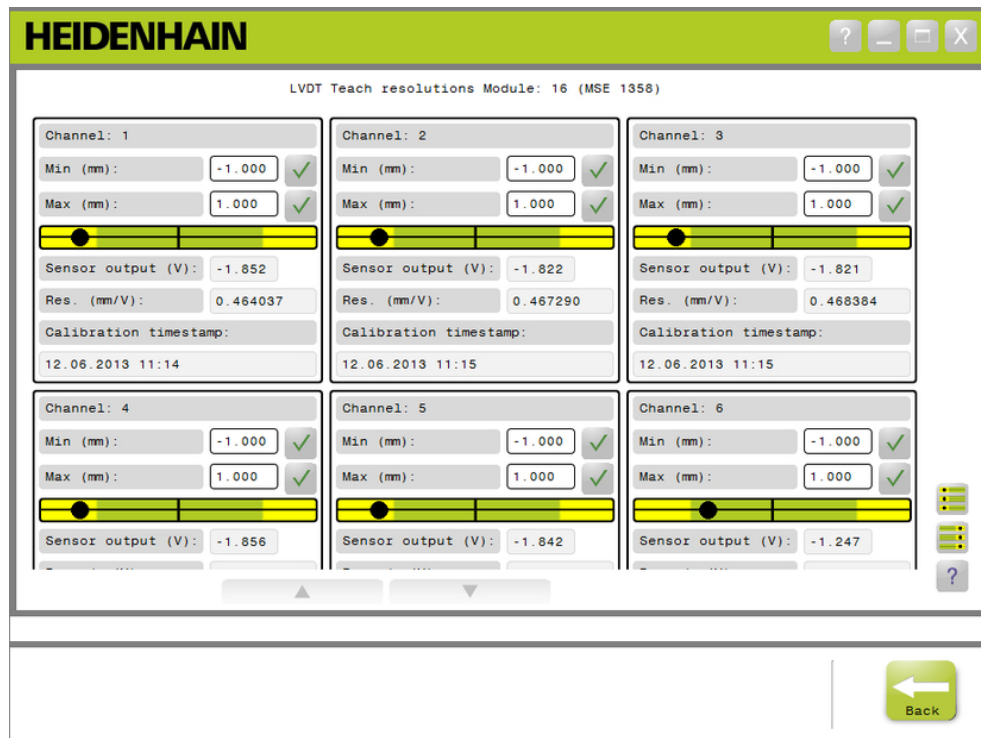 HEIDENHAIN
? _ X
LVDT Teach resolutions Module: 16 (MSE 1358)
Channel: 1
Min (mm): -1.000
Max (mm): 1.000
Sensor output (V): -1.852
Res. (mm/V): 0.464037
Calibration timestamp:
12.06.2013 11:14
Channel: 2
Min (mm): -1.000
Max (mm): 1.000
Sensor output (V): -1.822
Res. (mm/V): 0.467290
Calibration timestamp:
12.06.2013 11:15
Channel: 3
Min (mm): -1.000
Max (mm): 1.000
Sensor output (V): -1.821
Res. (mm/V): 0.468384
Calibration timestamp:
12.06.2013 11:15
Channel: 4
Min (mm): -1.000
Max (mm): 1.000
Sensor output (V): -1.856
Channel: 5
Min (mm): -1.000
Max (mm): 1.000
Sensor output (V): -1.842
Channel: 6
Min (mm): -1.000
Max (mm): 1.000
Sensor output (V): -1.247
?
Back